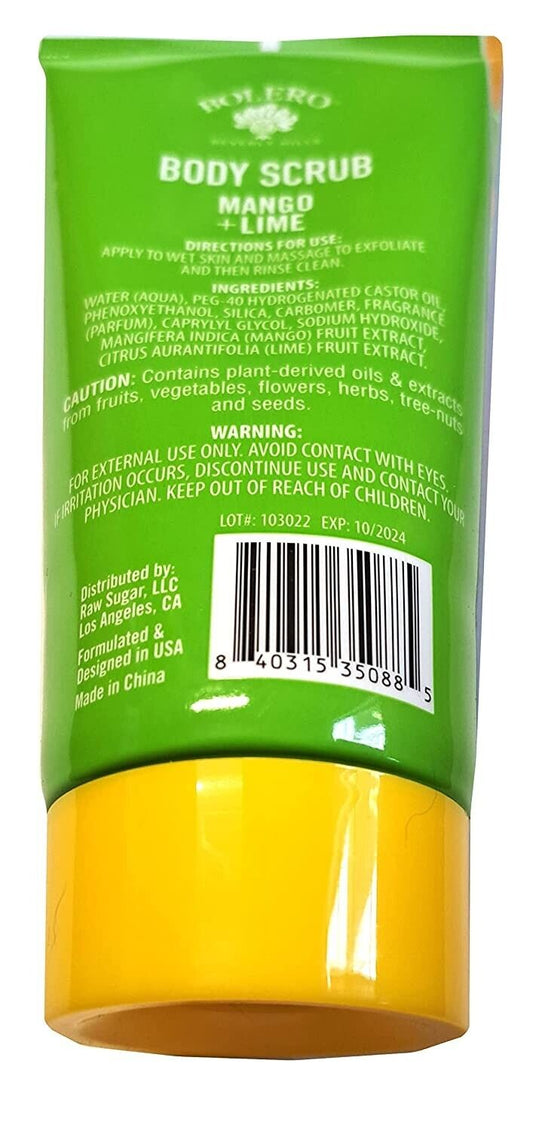 BOLERO
BEVERLY HILLS
BODY SCRUB
MANGO
+ LIME
DIRECTIONS FOR USE:
APPLY TO WET SKIN AND MASSAGE TO EXFOLIATE
AND THEN RINSE CLEAN.
INGREDIENTS:
WATER (AQUA), PEG-40 HYDROGENATED CASTOR OIL,
PHENOXYETHANOL, SILICA, CARBOMER, FRAGRANCE
(PARFUM), CAPRYLYL GLYCOL, SODIUM HYDROXIDE,
MANGIFERA INDICA (MANGO) FRUIT EXTRACT,
CITRUS AURANTIFOLIA (LIME) FRUIT EXTRACT.
CAUTION: Contains plant-derived oils & extracts
from fruits, vegetables, flowers, herbs, tree-nuts
and seeds.
WARNING:
FOR EXTERNAL USE ONLY. AVOID CONTACT WITH EYES.
IF IRRITATION OCCURS, DISCONTINUE USE AND CONTACT YOUR
PHYSICIAN. KEEP OUT OF REACH OF CHILDREN.
LOT#: 103022 EXP: 10/2024
Distributed by:
Raw Sugar, LLC
Los Angeles, CA
Formulated &
Designed in USA
Made in China
8 40315 35088 5